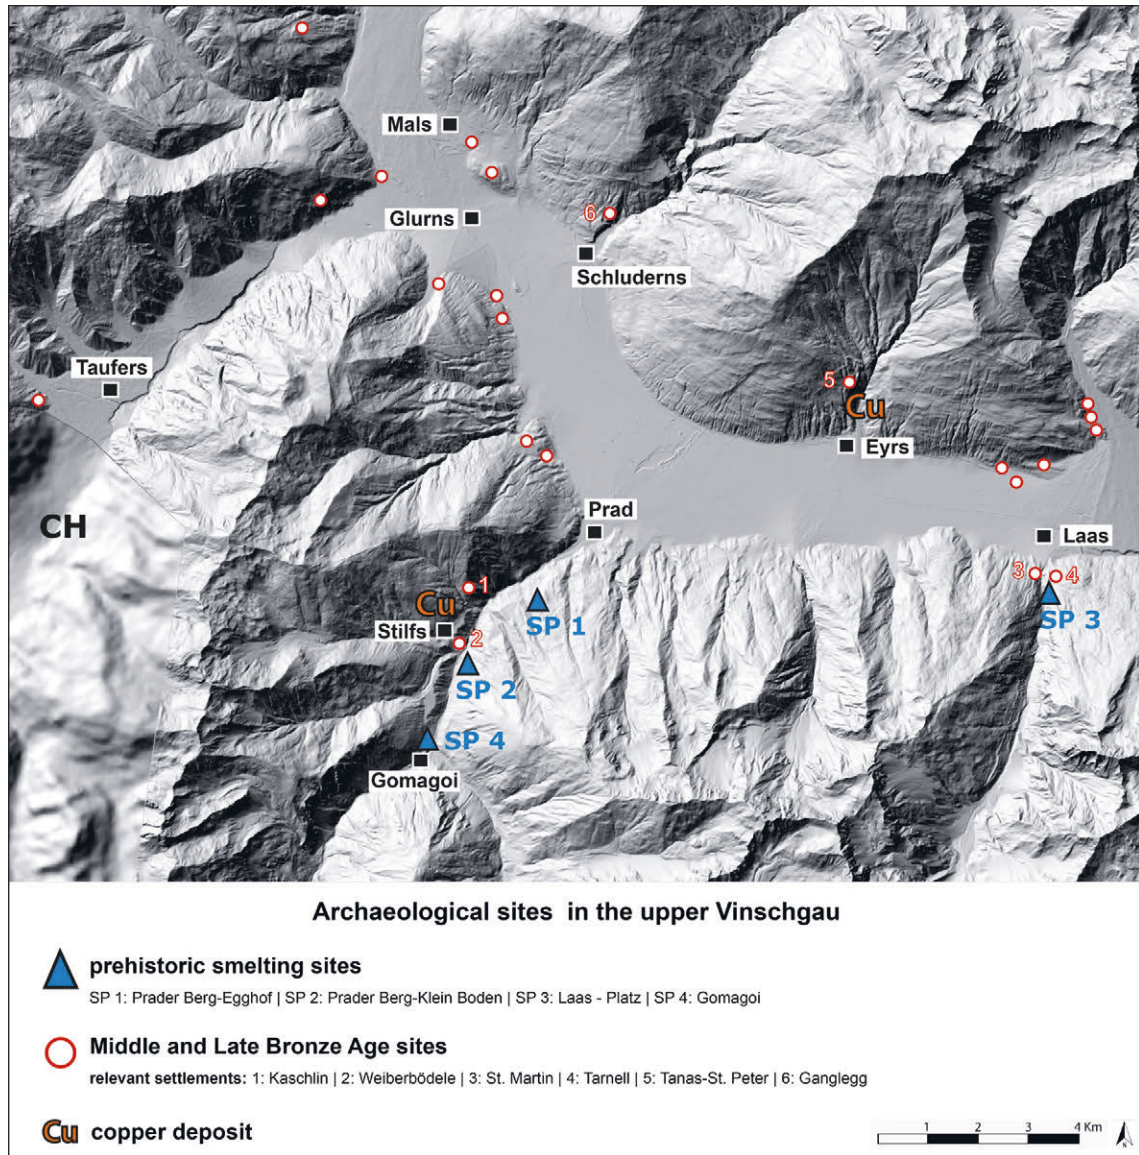 Mals
Glurns
6
Schluderns
Taufers
5
Cu
Eyrs
CH
Prad
Laas
1
3
4
Cu
SP 1
SP 3
Stilfs
2
SP 2
SP 4
Gomagoi
Archaeological sites in the upper Vinschgau
prehistoric smelting sites
SP 1: Prader Berg-Egghof | SP 2: Prader Berg-Klein Boden | SP 3: Laas - Platz | SP 4: Gomagoi
Middle and Late Bronze Age sites
relevant settlements: 1: Kaschlin | 2: Weiberbödele | 3: St. Martin | 4: Tarnell | 5: Tanas-St. Peter | 6: Ganglegg
Cu copper deposit
1 2 3 4 Km
N